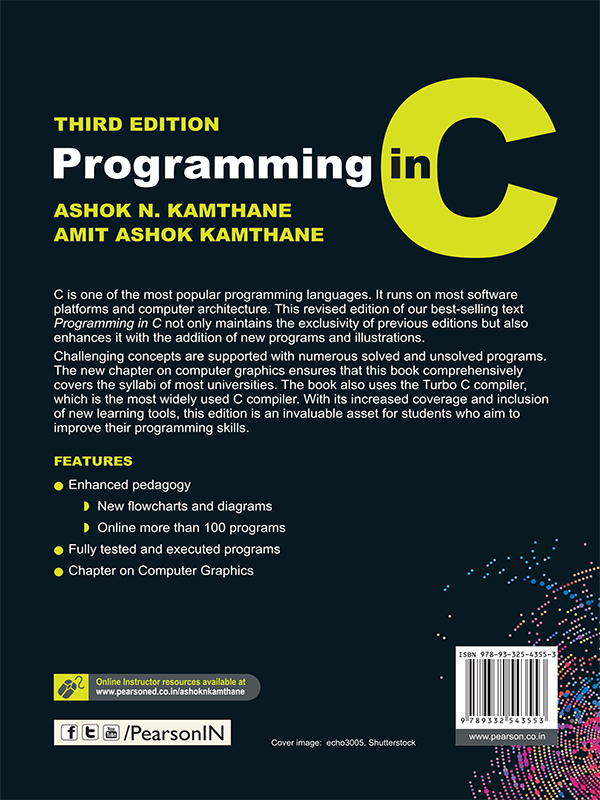 THIRD EDITION
Programming in C
ASHOK N. KAMTHANE
AMIT ASHOK KAMTHANE
C is one of the most popular programming languages. It runs on most software
platforms and computer architecture. This revised edition of our best-selling text
Programming in C not only maintains the exclusivity of previous editions but also
enhances it with the addition of new programs and illustrations.
Challenging concepts are supported with numerous solved and unsolved programs.
The new chapter on computer graphics ensures that this book comprehensively
covers the syllabi of most universities. The book also uses the Turbo C compiler,
which is the most widely used C compiler. With its increased coverage and inclusion
of new learning tools, this edition is an invaluable asset for students who aim to
improve their programming skills.
FEATURES
Enhanced pedagogy
New flowcharts and diagrams
Online more than 100 programs
Fully tested and executed programs
Chapter on Computer Graphics
Online Instructor resources available at
www.pearsoned.co.in/ashoknkamthane
f t You Tube /PearsonIN
Cover image: echo3005. Shutterstock
ISBN 978-93-325-4355-3
9 789332 543553
www.pearson.co.in